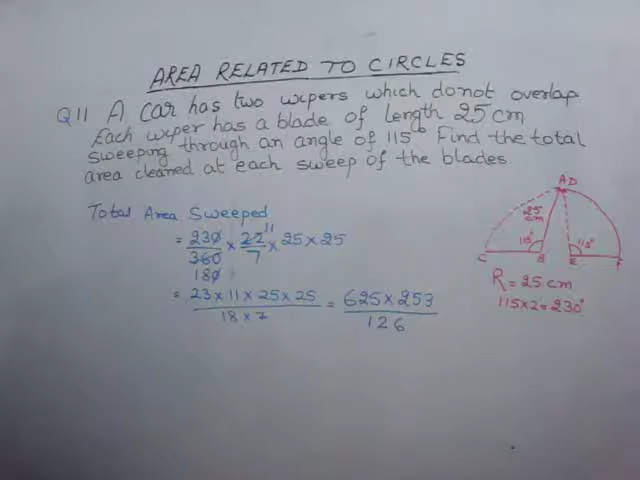 AREA RELATED TO CIRCLES
Q11 A car has two wipers which do not overlap
Each wiper has a blade of length 25 cm
sweeping through an angle of 115° Find the total
area cleaned at each sweep of the blades.
Total Area Sweeped
= 230/360 × 22/7 × 25 × 25
11
180
= 23 × 11 × 25 × 25 / 18 × 7 = 625 × 253 / 126
A D
25 cm
115° 115°
C B E F
R = 25 cm
115×2 = 230°